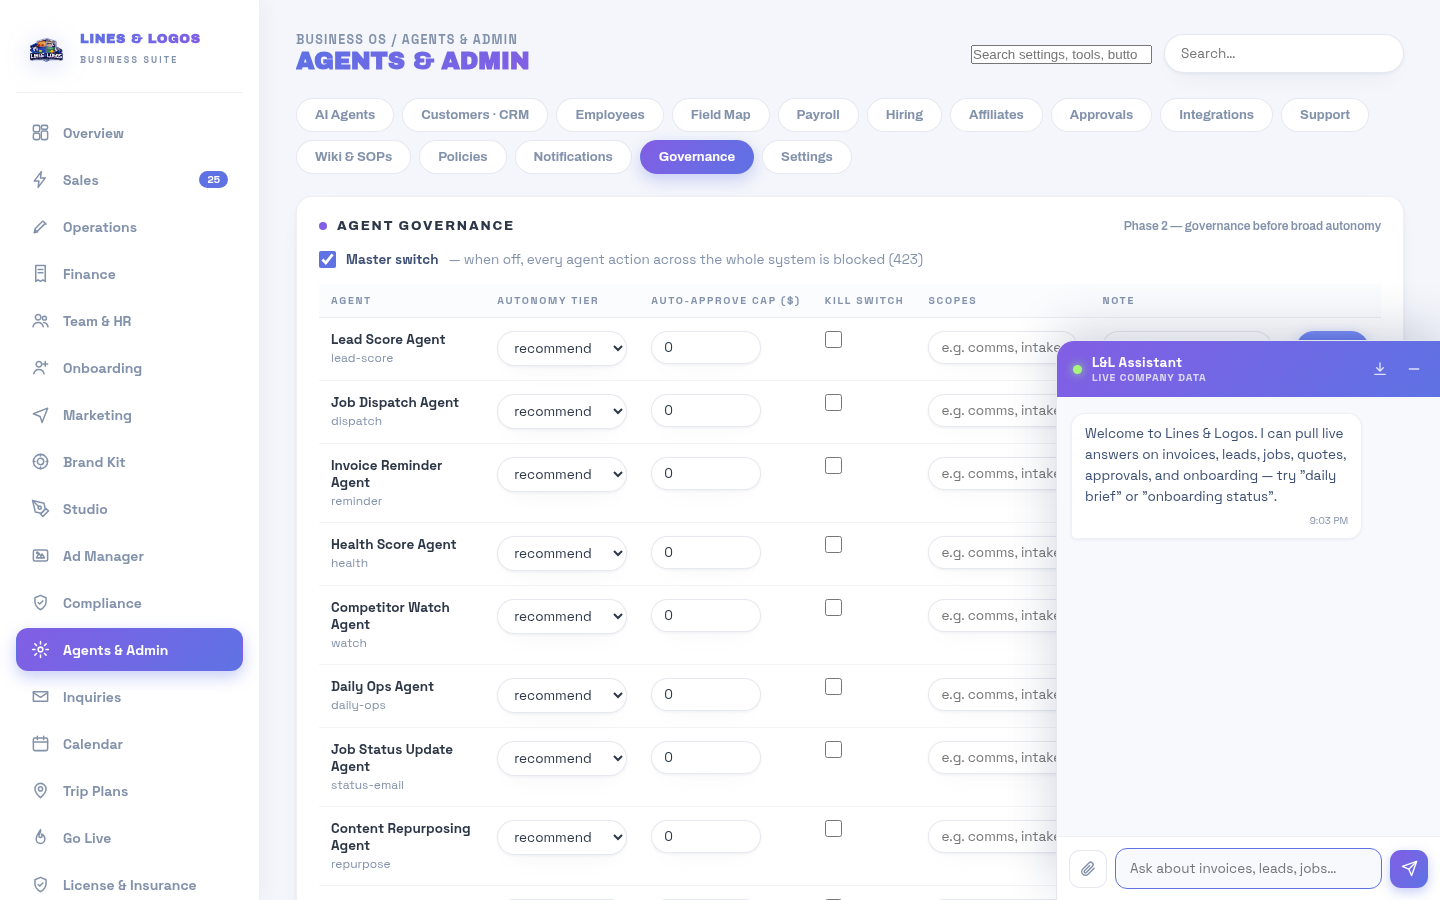 LINES & LOGOS
BUSINESS SUITE
Overview
Sales
25
Operations
Finance
Team & HR
Onboarding
Marketing
Brand Kit
Studio
Ad Manager
Compliance
Agents & Admin
Inquiries
Calendar
Trip Plans
Go Live
License & Insurance
BUSINESS OS / AGENTS & ADMIN
AGENTS & ADMIN
Search settings, tools, butto
Search...
AI Agents
Customers · CRM
Employees
Field Map
Payroll
Hiring
Affiliates
Approvals
Integrations
Support
Wiki & SOPs
Policies
Notifications
Governance
Settings
AGENT GOVERNANCE
Phase 2 — governance before broad autonomy
Master switch — when off, every agent action across the whole system is blocked (423)
AGENT
AUTONOMY TIER
AUTO-APPROVE CAP ($)
KILL SWITCH
SCOPES
NOTE
Lead Score Agent
lead-score
recommend
0
e.g. comms, intake
Job Dispatch Agent
dispatch
recommend
0
e.g. comms, intake
Invoice Reminder
Agent
reminder
recommend
0
e.g. comms, intake
Health Score Agent
health
recommend
0
e.g. comms, intake
Competitor Watch
Agent
watch
recommend
0
e.g. comms, intake
Daily Ops Agent
daily-ops
recommend
0
e.g. comms, intake
Job Status Update
Agent
status-email
recommend
0
e.g. comms, intake
Content Repurposing
Agent
repurpose
recommend
0
e.g. comms, intake
L&L Assistant
LIVE COMPANY DATA
Welcome to Lines & Logos. I can pull live
answers on invoices, leads, jobs, quotes,
approvals, and onboarding — try "daily
brief" or "onboarding status".
9:03 PM
Ask about invoices, leads, jobs...